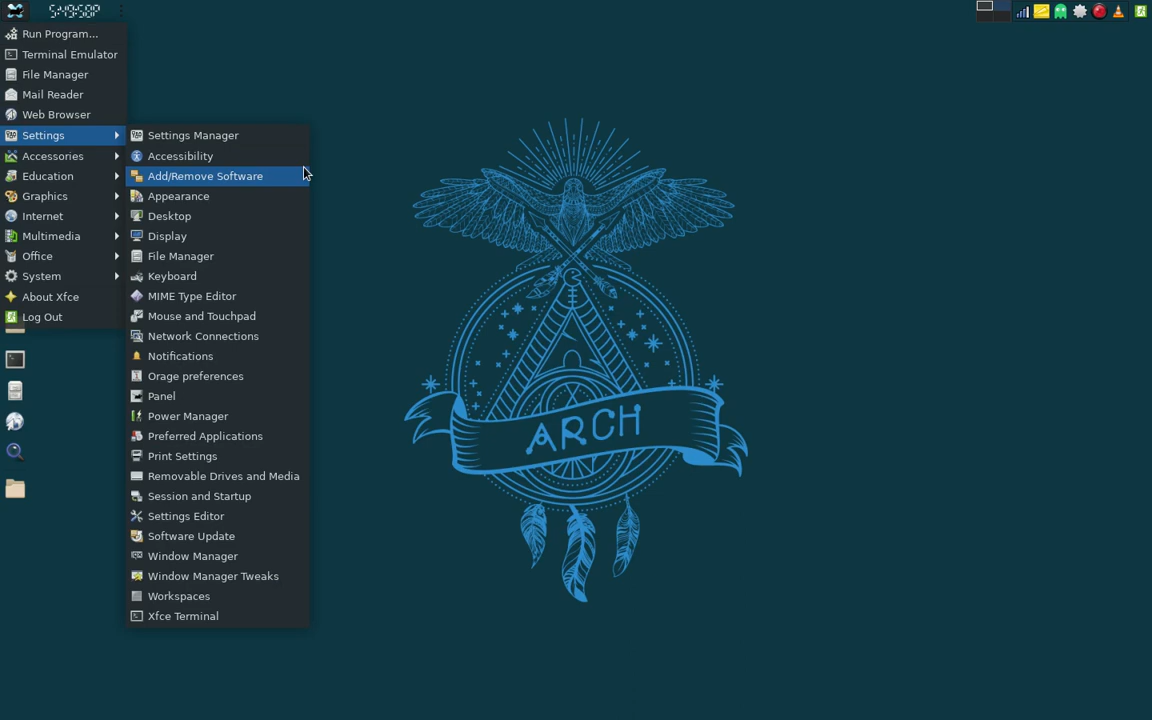 Run Program...
Terminal Emulator
File Manager
Mail Reader
Web Browser
Settings
Accessories
Education
Graphics
Internet
Multimedia
Office
System
About Xfce
Log Out
Settings Manager
Accessibility
Add/Remove Software
Appearance
Desktop
Display
File Manager
Keyboard
MIME Type Editor
Mouse and Touchpad
Network Connections
Notifications
Orage preferences
Panel
Power Manager
Preferred Applications
Print Settings
Removable Drives and Media
Session and Startup
Settings Editor
Software Update
Window Manager
Window Manager Tweaks
Workspaces
Xfce Terminal
ARCH